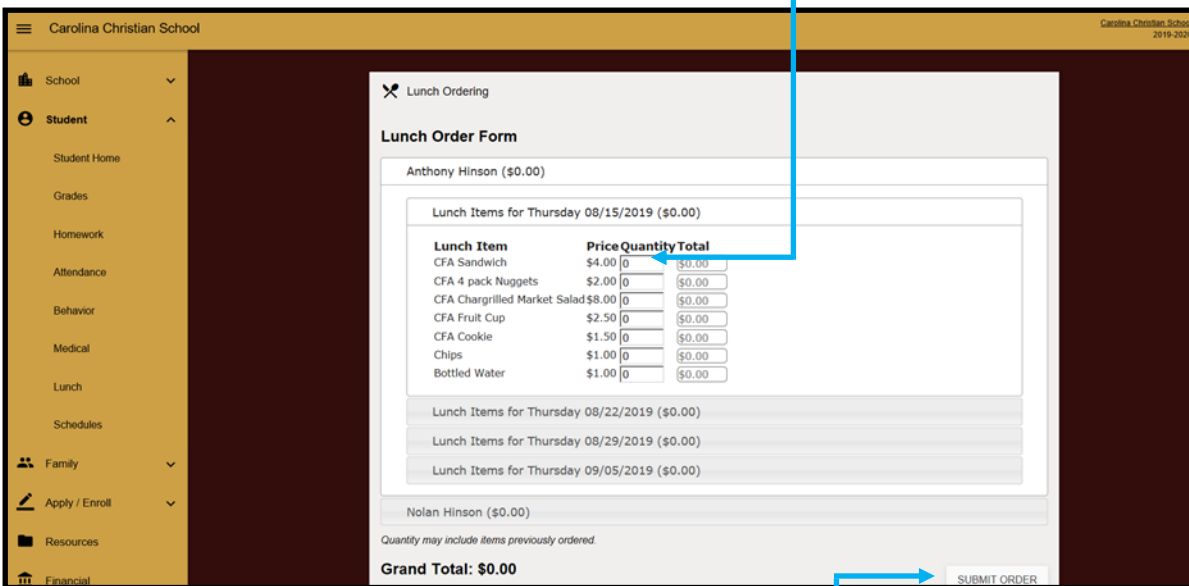 Carolina Christian School
Carolina Christian Schoo
2019-2020
School
Student
Student Home
Grades
Homework
Attendance
Behavior
Medical
Lunch
Schedules
Family
Apply / Enroll
Resources
Financial
Lunch Ordering
Lunch Order Form
Anthony Hinson ($0.00)
Lunch Items for Thursday 08/15/2019 ($0.00)
Lunch Item Price Quantity Total
CFA Sandwich $4.00 0 $0.00
CFA 4 pack Nuggets $2.00 0 $0.00
CFA Chargrilled Market Salad $8.00 0 $0.00
CFA Fruit Cup $2.50 0 $0.00
CFA Cookie $1.50 0 $0.00
Chips $1.00 0 $0.00
Bottled Water $1.00 0 $0.00
Lunch Items for Thursday 08/22/2019 ($0.00)
Lunch Items for Thursday 08/29/2019 ($0.00)
Lunch Items for Thursday 09/05/2019 ($0.00)
Nolan Hinson ($0.00)
Quantity may include items previously ordered.
Grand Total: $0.00
SUBMIT ORDER